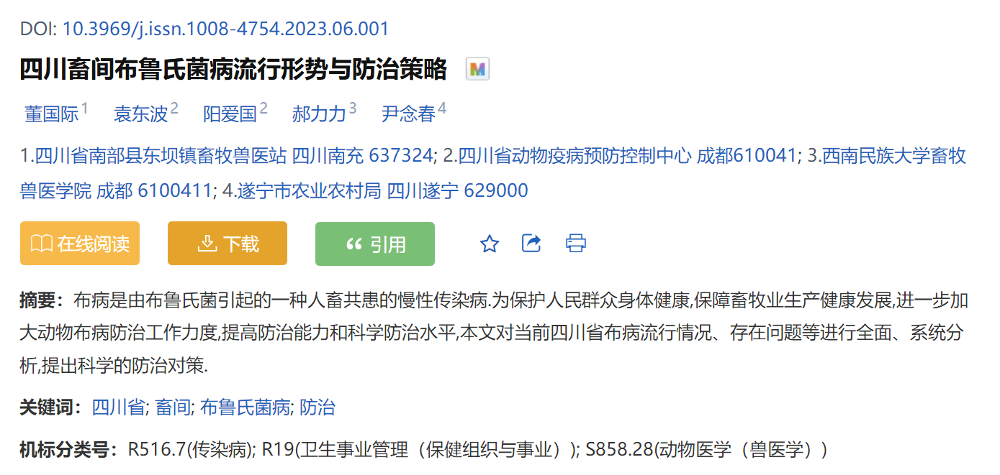 DOI: 10.3969/j.issn.1008-4754.2023.06.001
四川畜间布鲁氏菌病流行形势与防治策略 M
董国际1 袁东波2 阳爱国2 郝力力3 尹念春4
1.四川省南部县东坝镇畜牧兽医站 四川南充 637324; 2.四川省动物疫病预防控制中心 成都610041; 3.西南民族大学畜牧
兽医学院 成都 6100411; 4.遂宁市农业农村局 四川遂宁 629000
在线阅读 下载 引用
摘要：布病是由布鲁氏菌引起的一种人畜共患的慢性传染病.为保护人民群众身体健康,保障畜牧业生产健康发展,进一步加
大动物布病防治工作力度,提高防治能力和科学防治水平,本文对当前四川省布病流行情况、存在问题等进行全面、系统分
析,提出科学的防治对策.
关键词：四川省; 畜间; 布鲁氏菌病; 防治
机标分类号：R516.7(传染病); R19(卫生事业管理（保健组织与事业）); S858.28(动物医学（兽医学）)